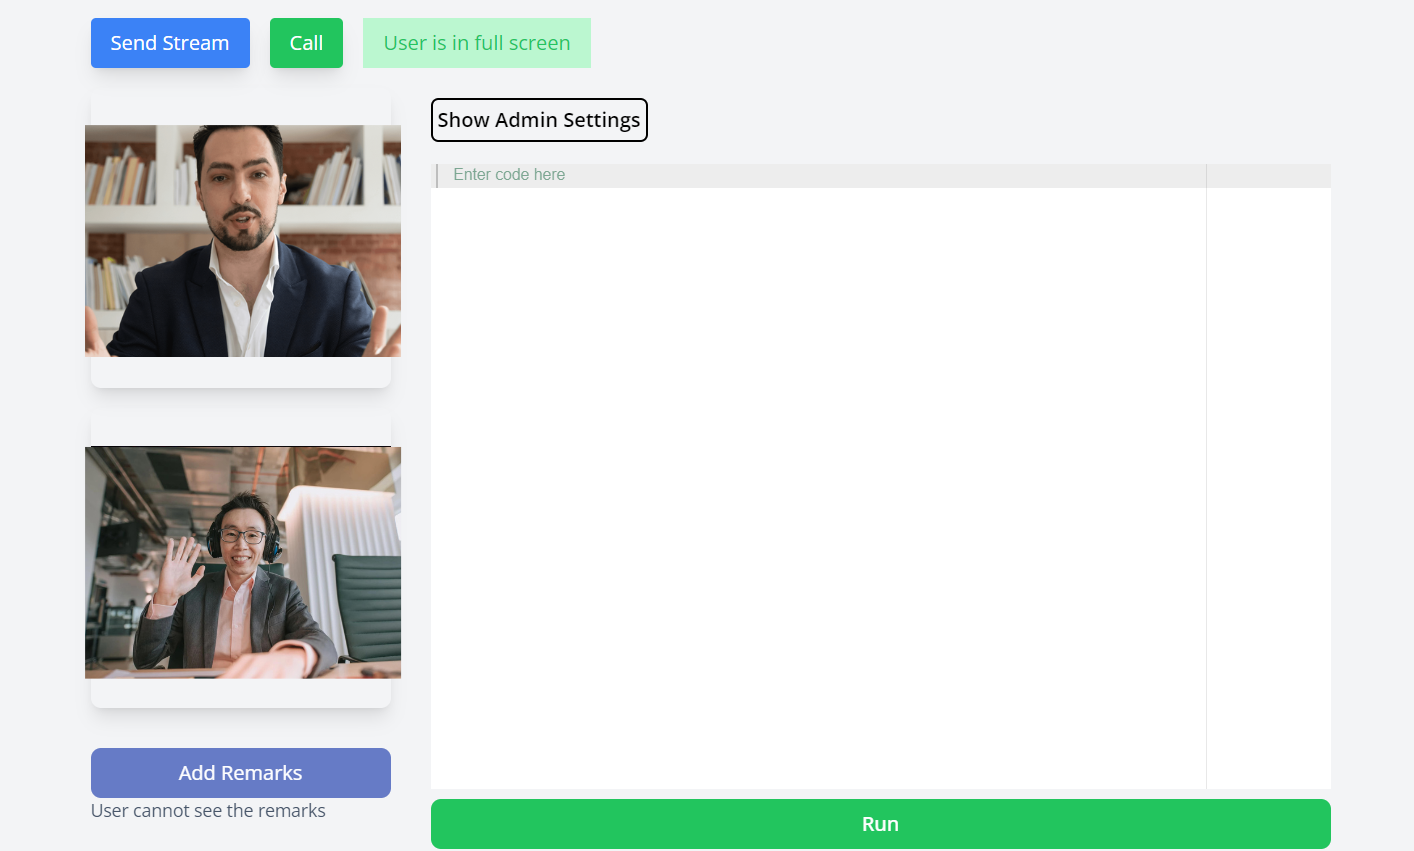 Send Stream
Call
User is in full screen
Show Admin Settings
Enter code here
Add Remarks
User cannot see the remarks
Run